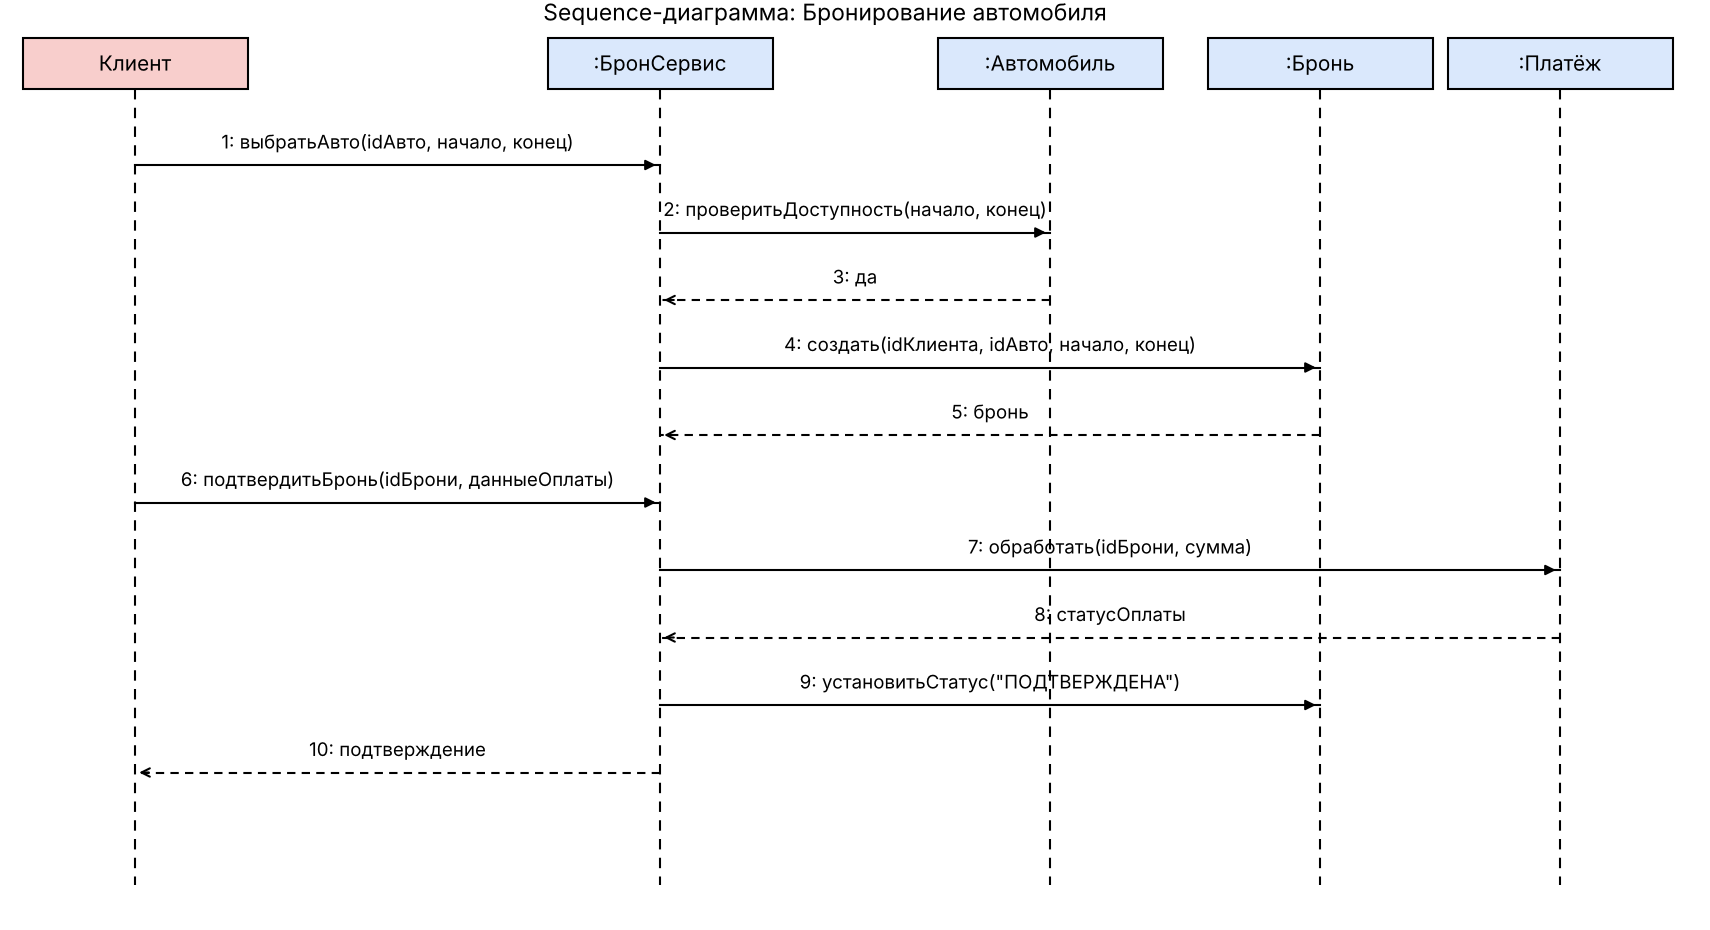 Sequence-диаграмма: Бронирование автомобиля
Клиент
:БронСервис
:Автомобиль
:Бронь
:Платёж
1: выбратьАвто(idАвто, начало, конец)
2: проверитьДоступность(начало, конец)
3: да
4: создать(idКлиента, idАвто, начало, конец)
5: бронь
6: подтвердитьБронь(idБрони, данныеОплаты)
7: обработать(idБрони, сумма)
8: статусОплаты
9: установитьСтатус("ПОДТВЕРЖДЕНА")
10: подтверждение